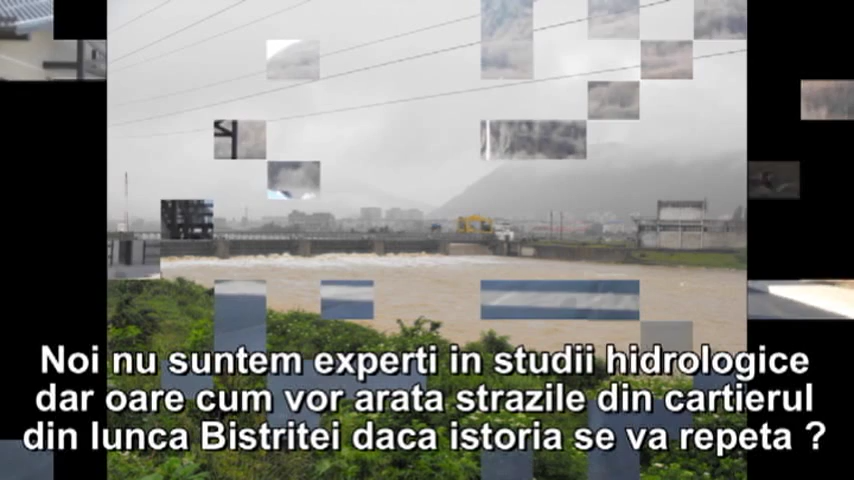 Noi nu suntem experti in studii hidrologice
dar oare cum vor arata strazile din cartierul
din lunca Bistritei daca istoria se va repeta ?